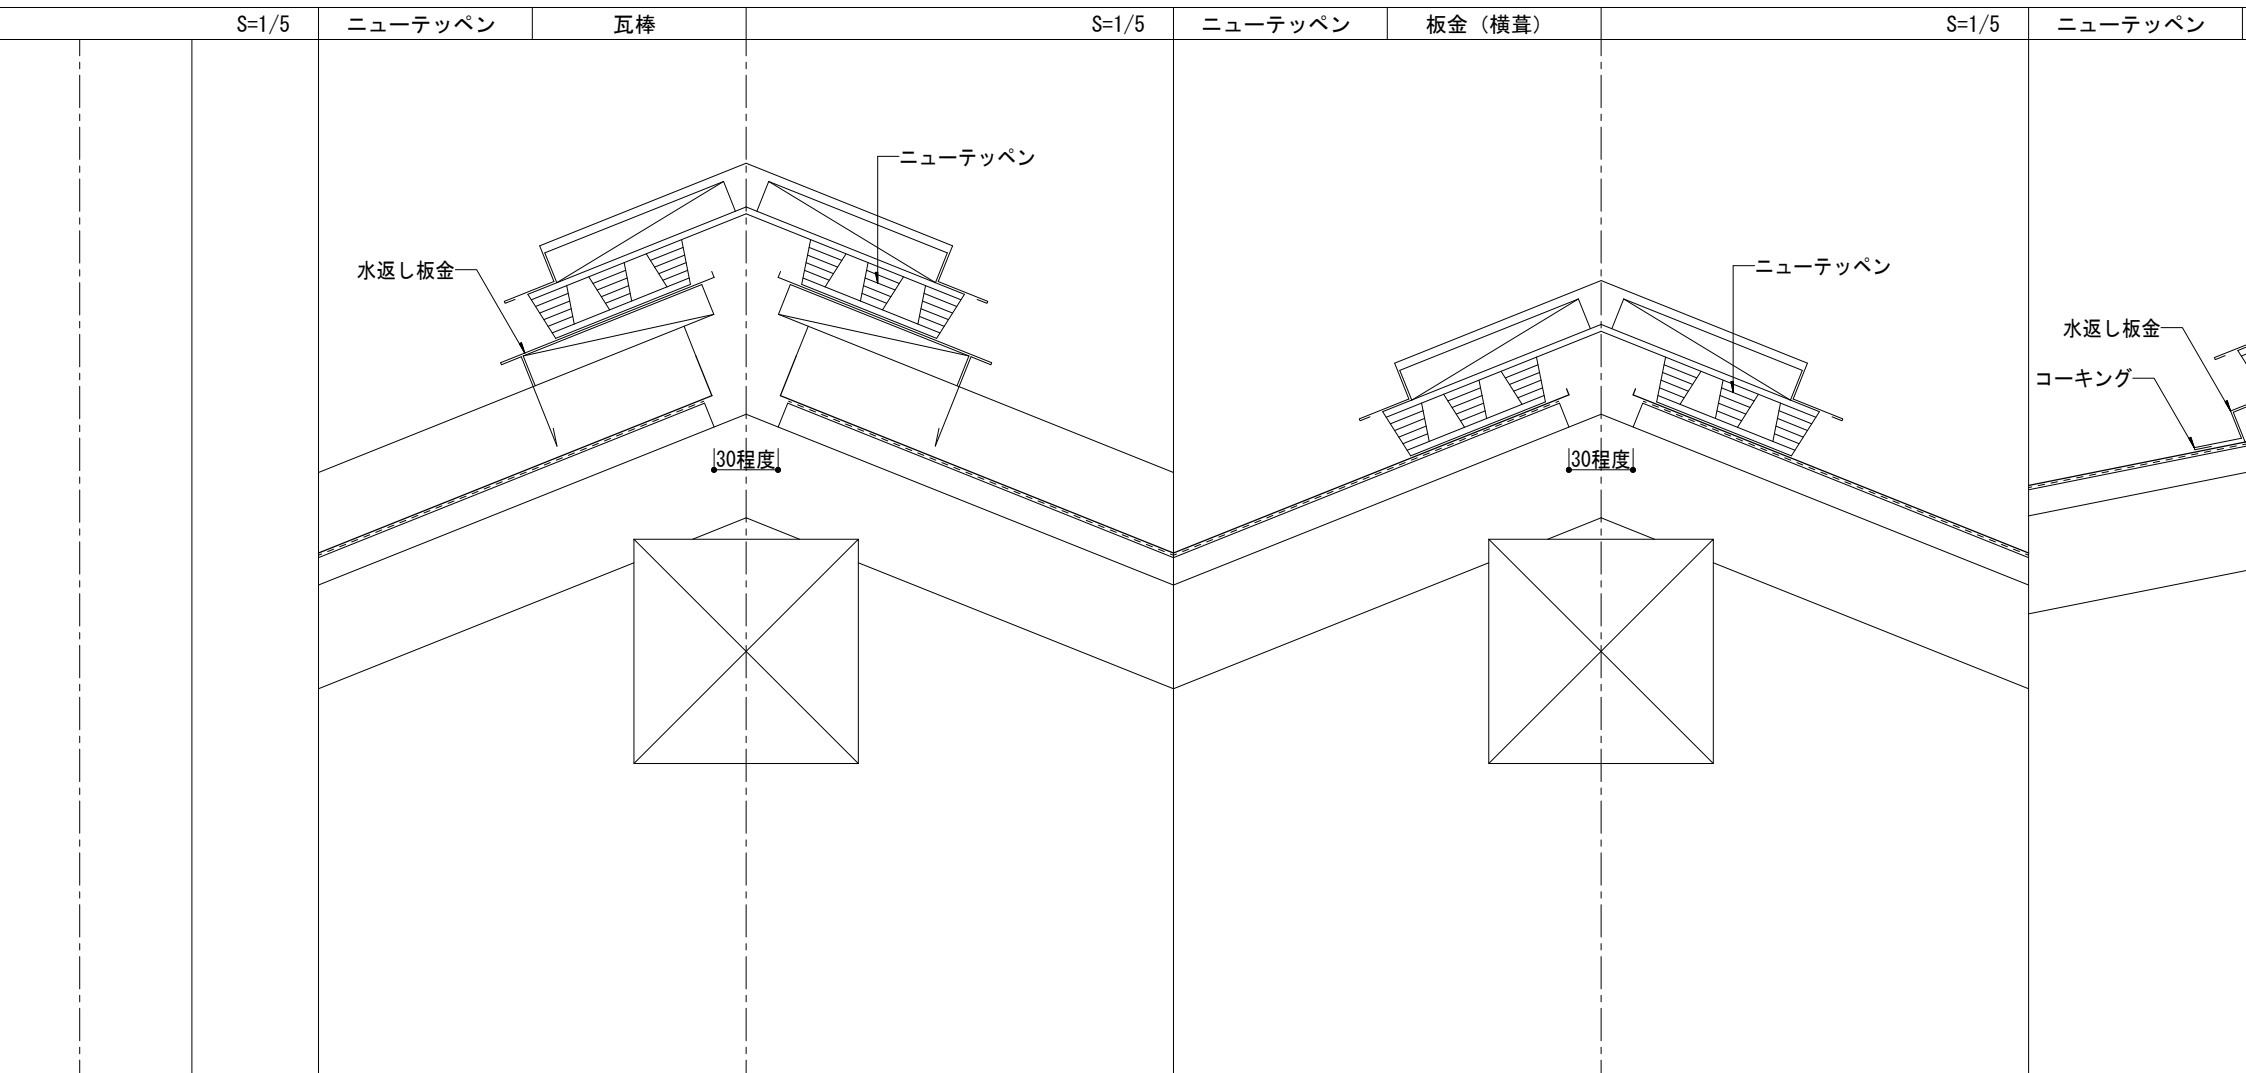 S=1/5
ニューテッペン
瓦棒
S=1/5
ニューテッペン
板金（横葺）
S=1/5
ニューテッペン
ニューテッペン
水返し板金
30程度
ニューテッペン
30程度
水返し板金
コーキング